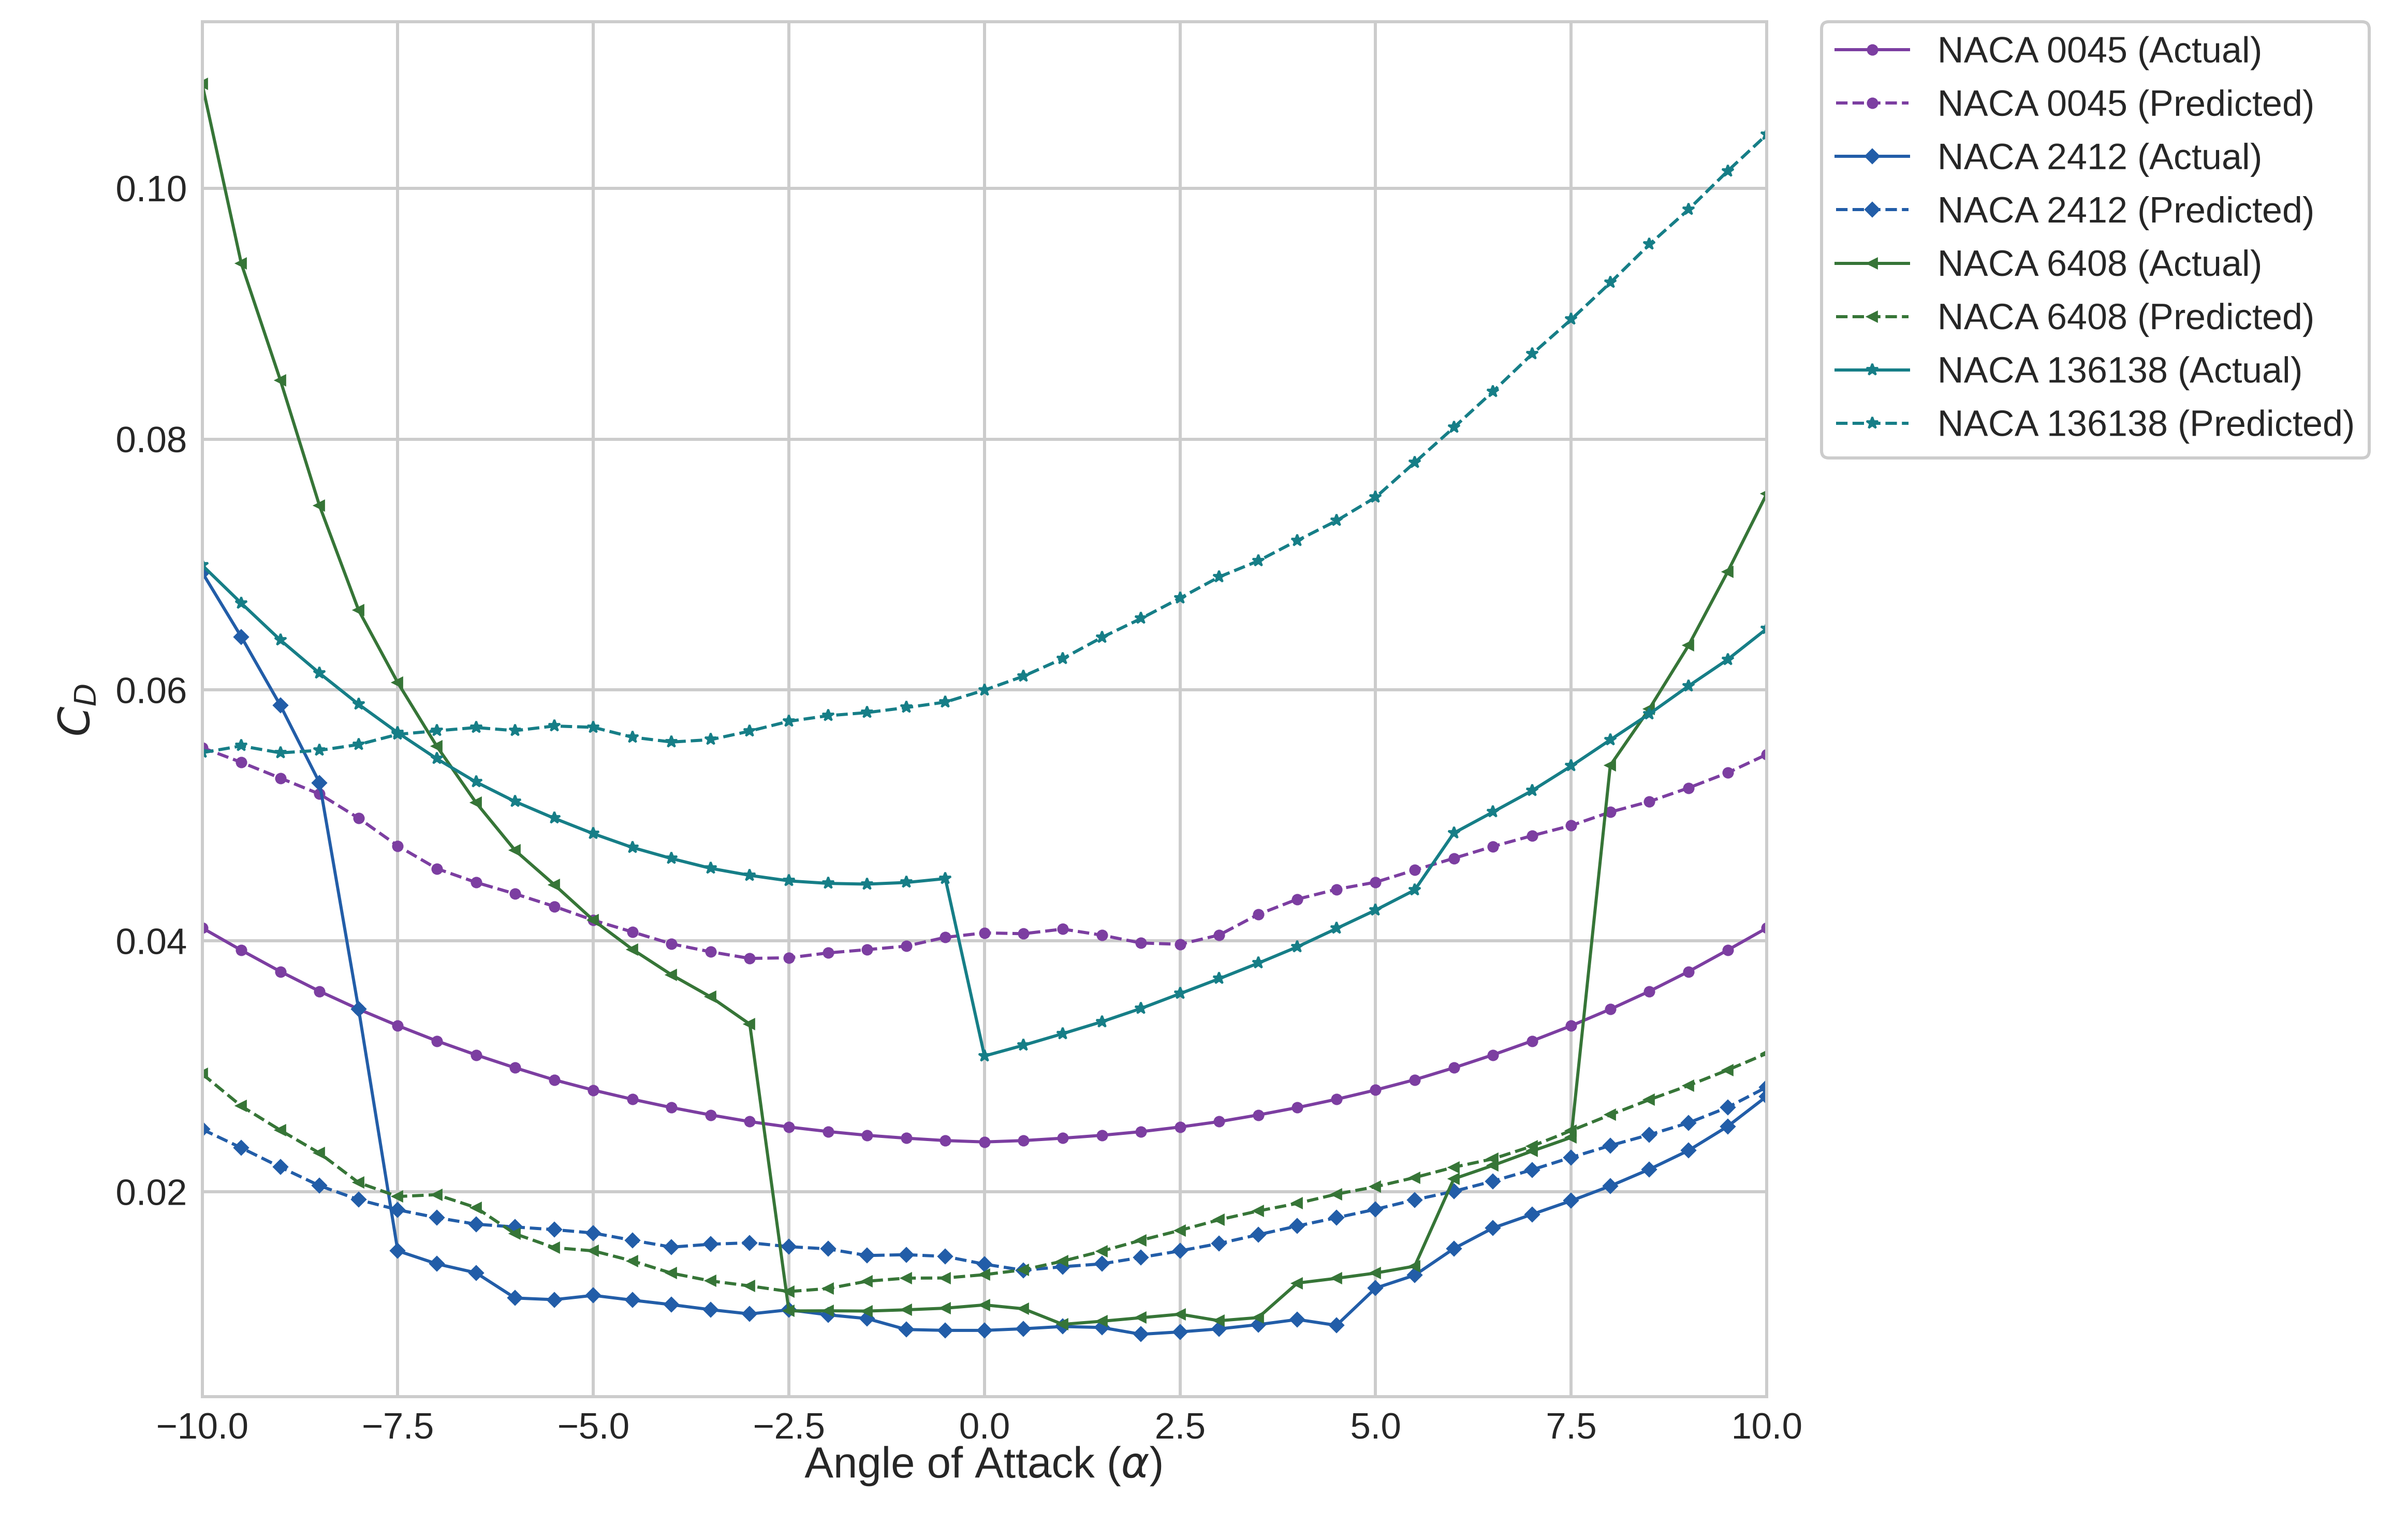 NACA 0045 (Actual)
NACA 0045 (Predicted)
NACA 2412 (Actual)
NACA 2412 (Predicted)
NACA 6408 (Actual)
NACA 6408 (Predicted)
NACA 136138 (Actual)
NACA 136138 (Predicted)
0.10
0.08
0.06
0.04
0.02
C_D
−10.0 −7.5 −5.0 −2.5 0.0 2.5 5.0 7.5 10.0
Angle of Attack (α)